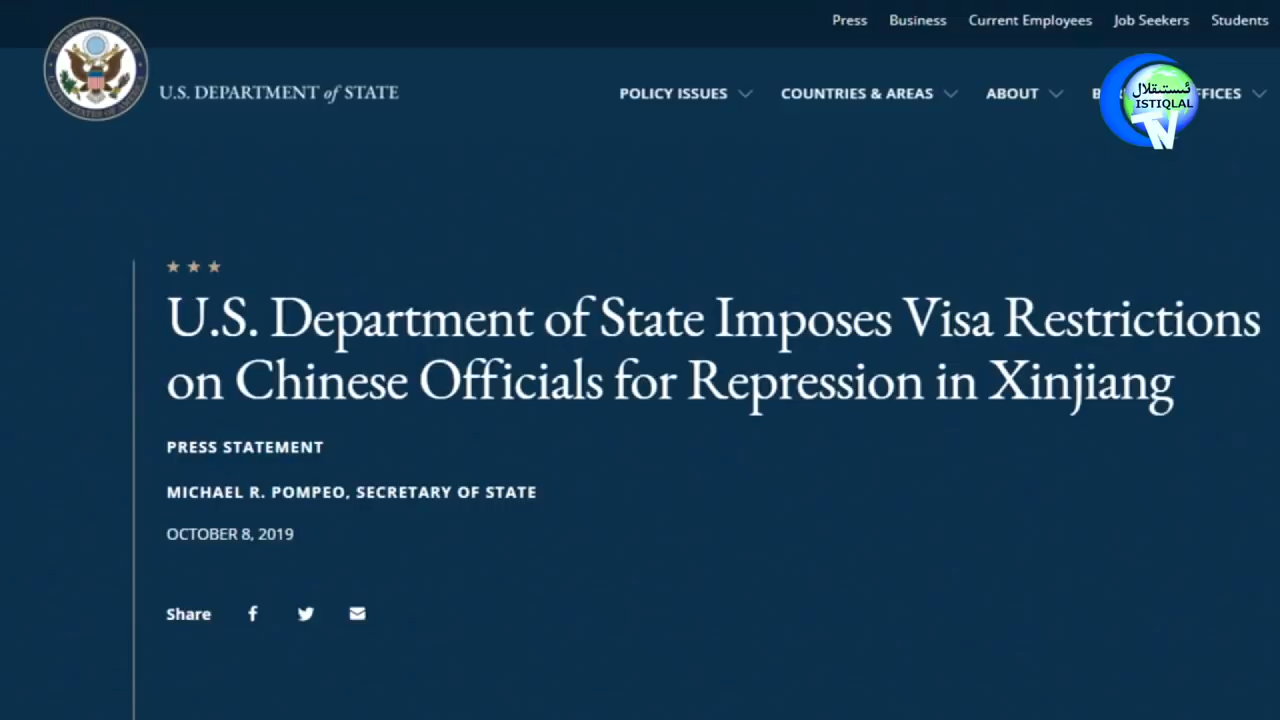 Press Business Current Employees Job Seekers Students
U.S. DEPARTMENT of STATE
POLICY ISSUES COUNTRIES & AREAS ABOUT
ئىستىقلال
ISTIQLAL
TV
U.S. Department of State Imposes Visa Restrictions
on Chinese Officials for Repression in Xinjiang
PRESS STATEMENT
MICHAEL R. POMPEO, SECRETARY OF STATE
OCTOBER 8, 2019
Share